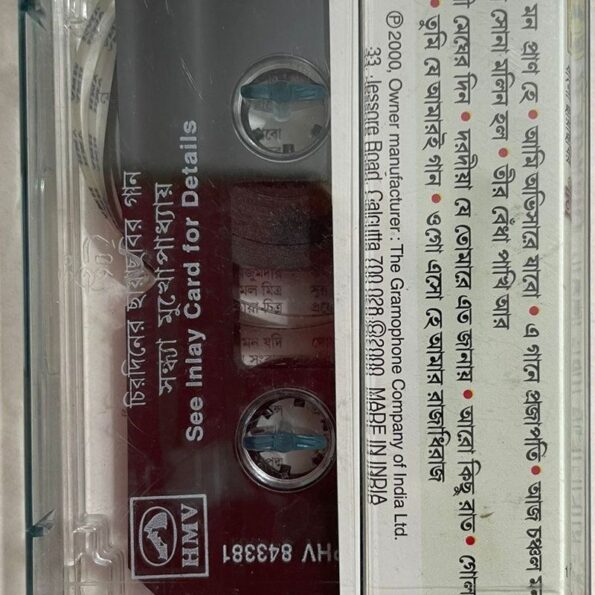 মন প্রাণ হে • আমি অভিসারে যাবো • এ গানে প্রজাপতি • আজ চঞ্চল মন
সোনা মলিন হল • তীর বেঁধা পাখি আর
মেঘের দিন • দরদীয়া যে তোমারে এত জানায় • আরো কিছু রাত •
• তুমি যে আমারই গান • ওগো এসো হে আমার রাজাধিরাজ
℗ 2000, Owner manufacturer : The Gramophone Company of India Ltd.
33, Jessore Road, Calcutta 700 028 ©2000 MADE IN INDIA
চিরদিনের ছায়াছবির গান
সন্ধ্যা মুখোপাধ্যায়
See Inlay Card for Details
HMV
PHV 843381